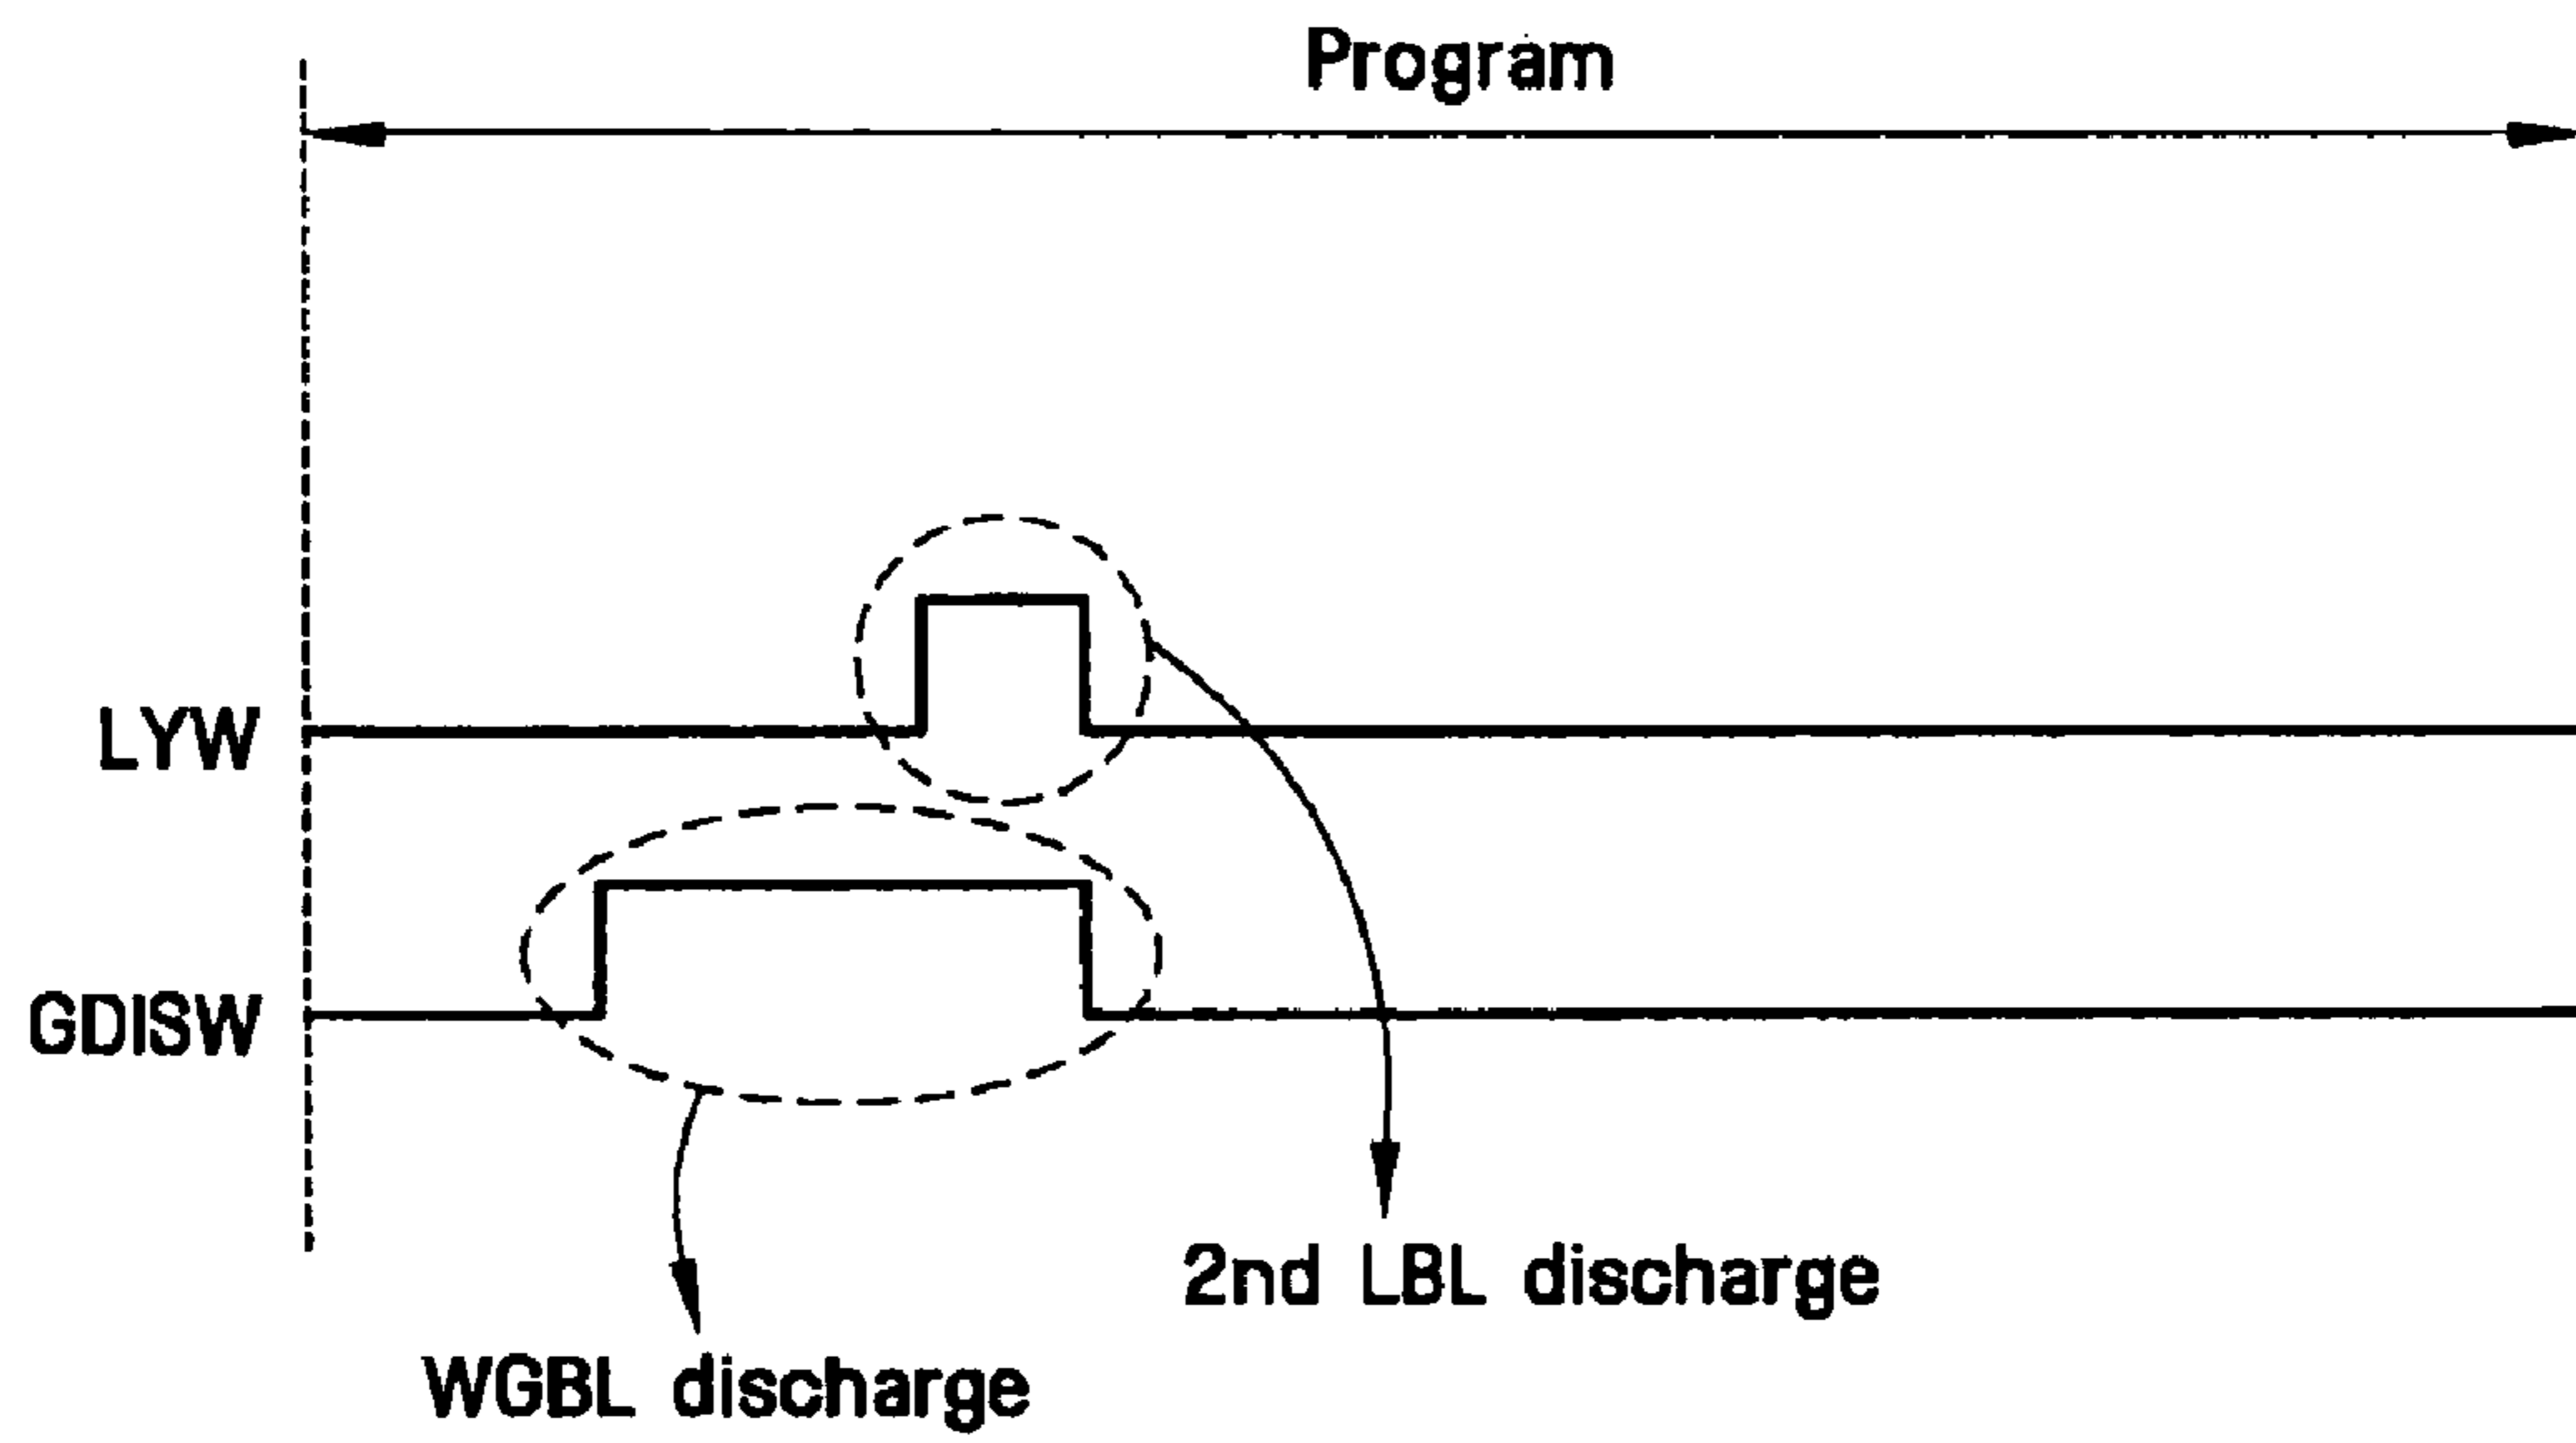 Program
LYW
GDISW
2nd LBL discharge
WGBL discharge